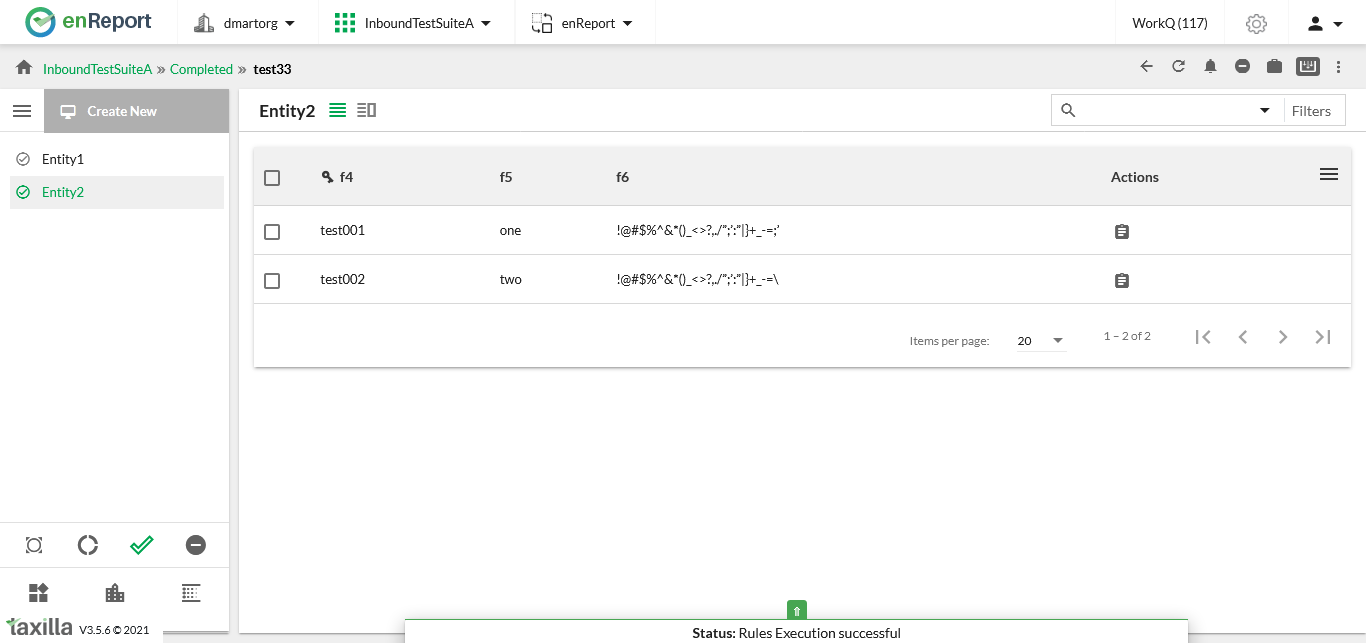 enReport
dmartorg
InboundTestSuiteA
enReport
WorkQ (117)
InboundTestSuiteA » Completed » test33
Create New
Entity2
Filters
Entity1
Entity2
f4 f5 f6 Actions
test001 one !@#$%^&*()_<>?,./”;’:”|}+_-=;’
test002 two !@#$%^&*()_<>?,./”;’:”|}+_-=\
Items per page: 20 1 – 2 of 2
taxilla V3.5.6 © 2021
Status: Rules Execution successful